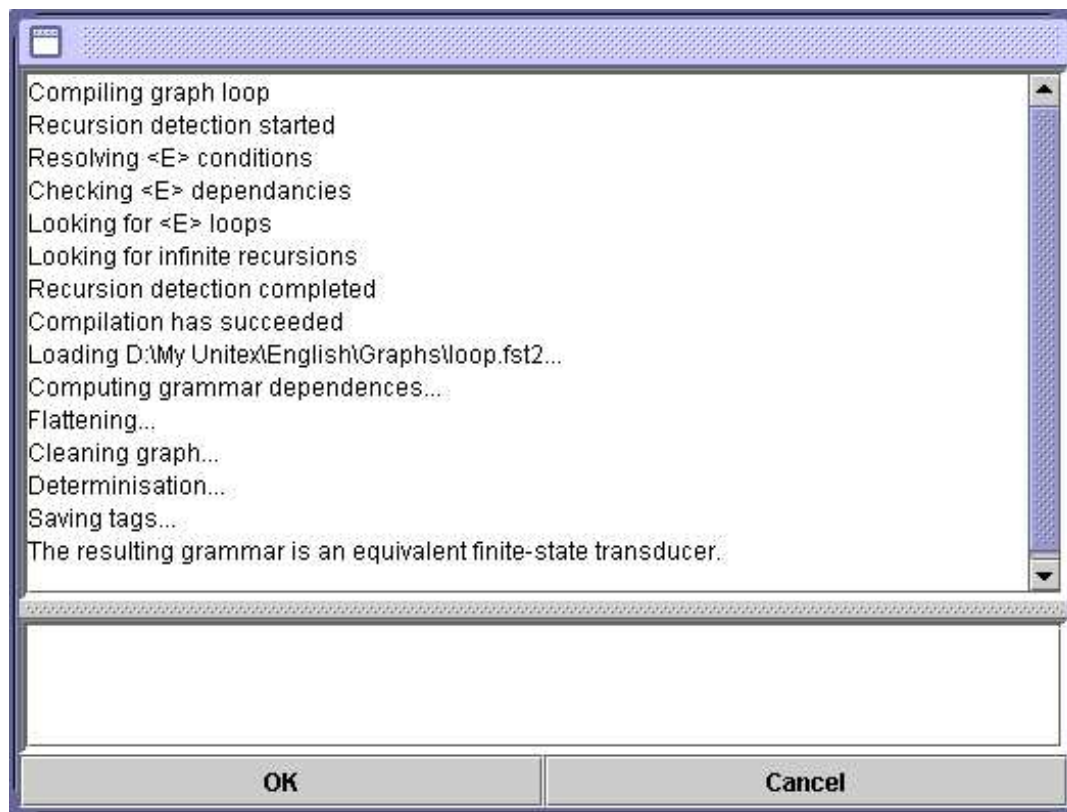 Compiling graph loop
Recursion detection started
Resolving <E> conditions
Checking <E> dependancies
Looking for <E> loops
Looking for infinite recursions
Recursion detection completed
Compilation has succeeded
Loading D:\My Unitex\English\Graphs\loop.fst2...
Computing grammar dependences...
Flattening...
Cleaning graph...
Determinisation...
Saving tags...
The resulting grammar is an equivalent finite-state transducer.
OK
Cancel